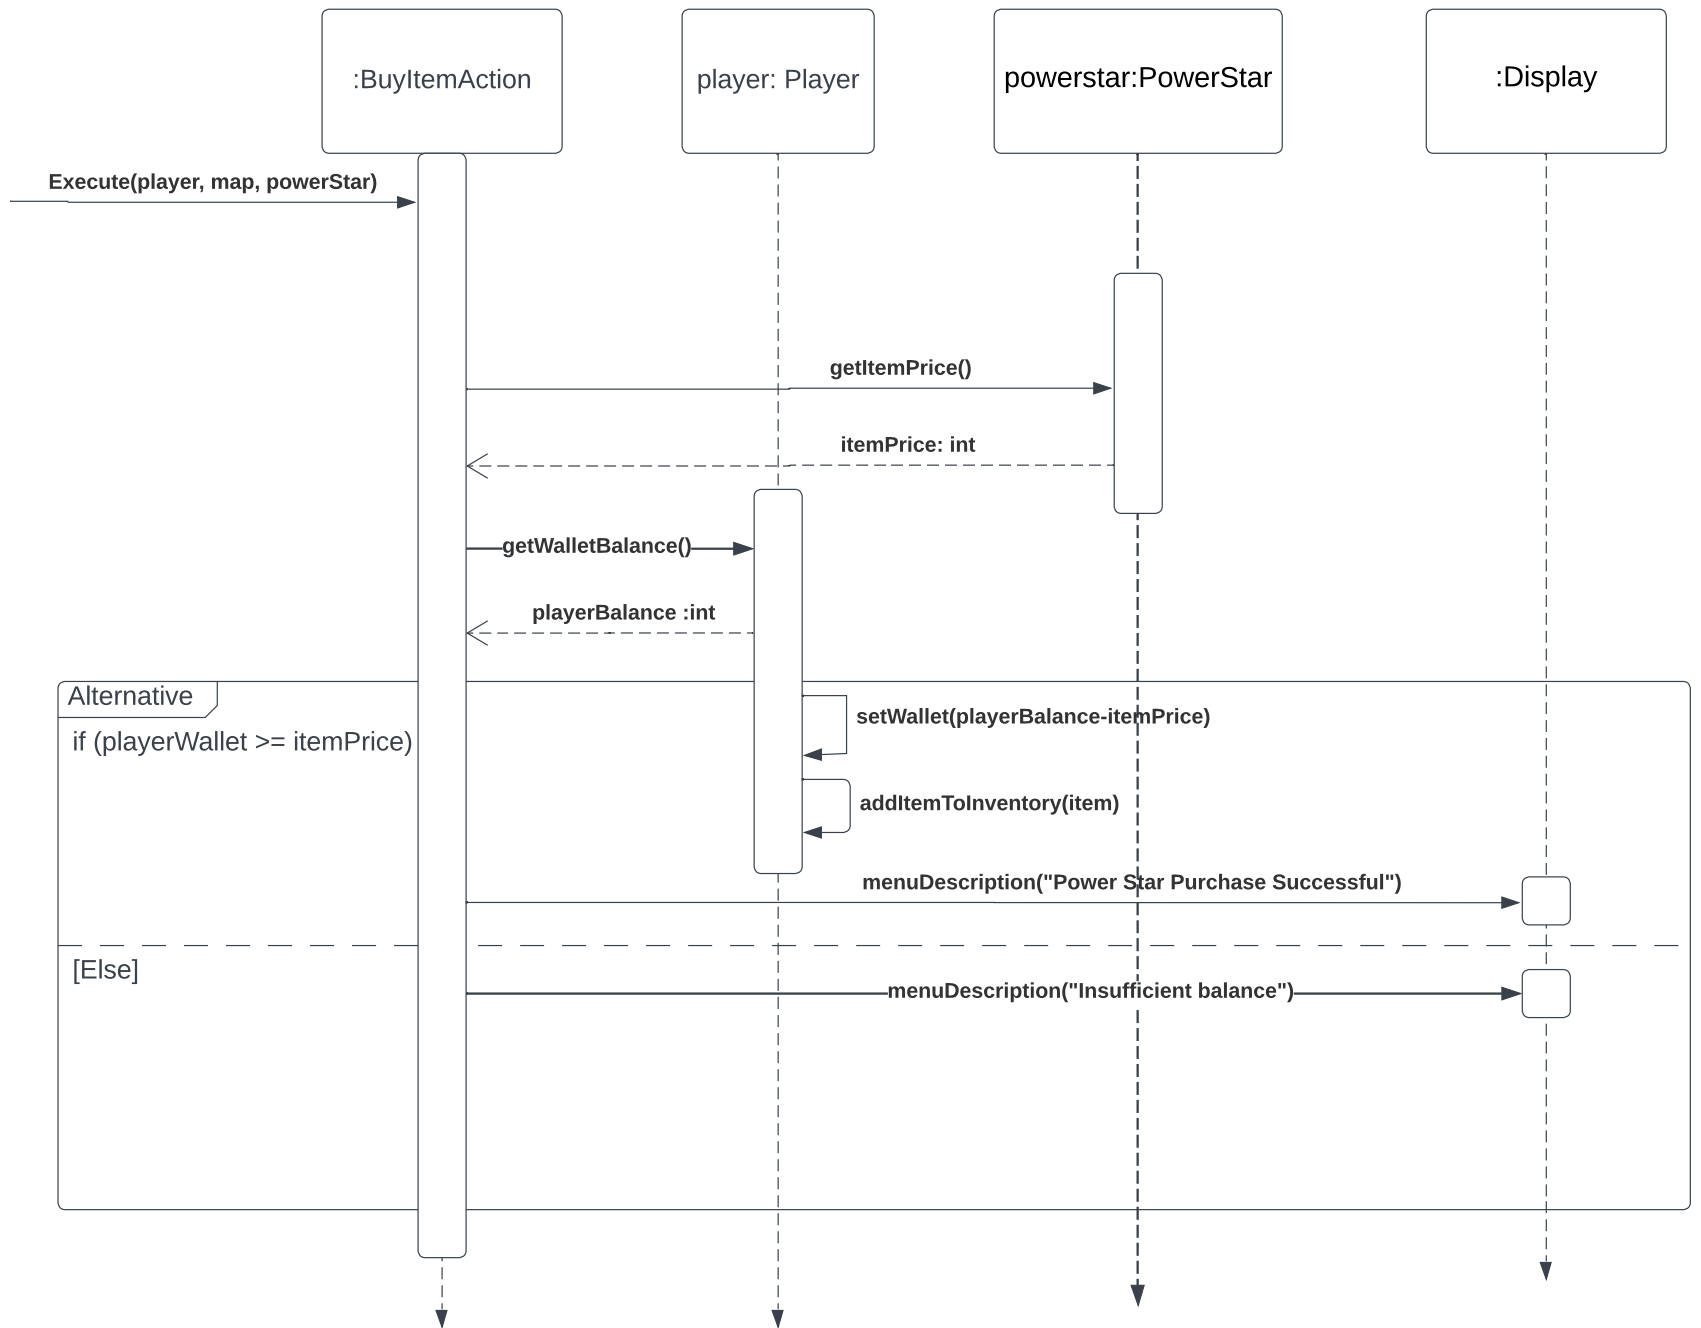 :BuyItemAction
player: Player
powerstar:PowerStar
:Display
Execute(player, map, powerStar)
getItemPrice()
itemPrice: int
getWalletBalance()
playerBalance :int
Alternative
setWallet(playerBalance-itemPrice)
if (playerWallet >= itemPrice)
addItemToInventory(item)
menuDescription("Power Star Purchase Successful")
[Else]
menuDescription("Insufficient balance")